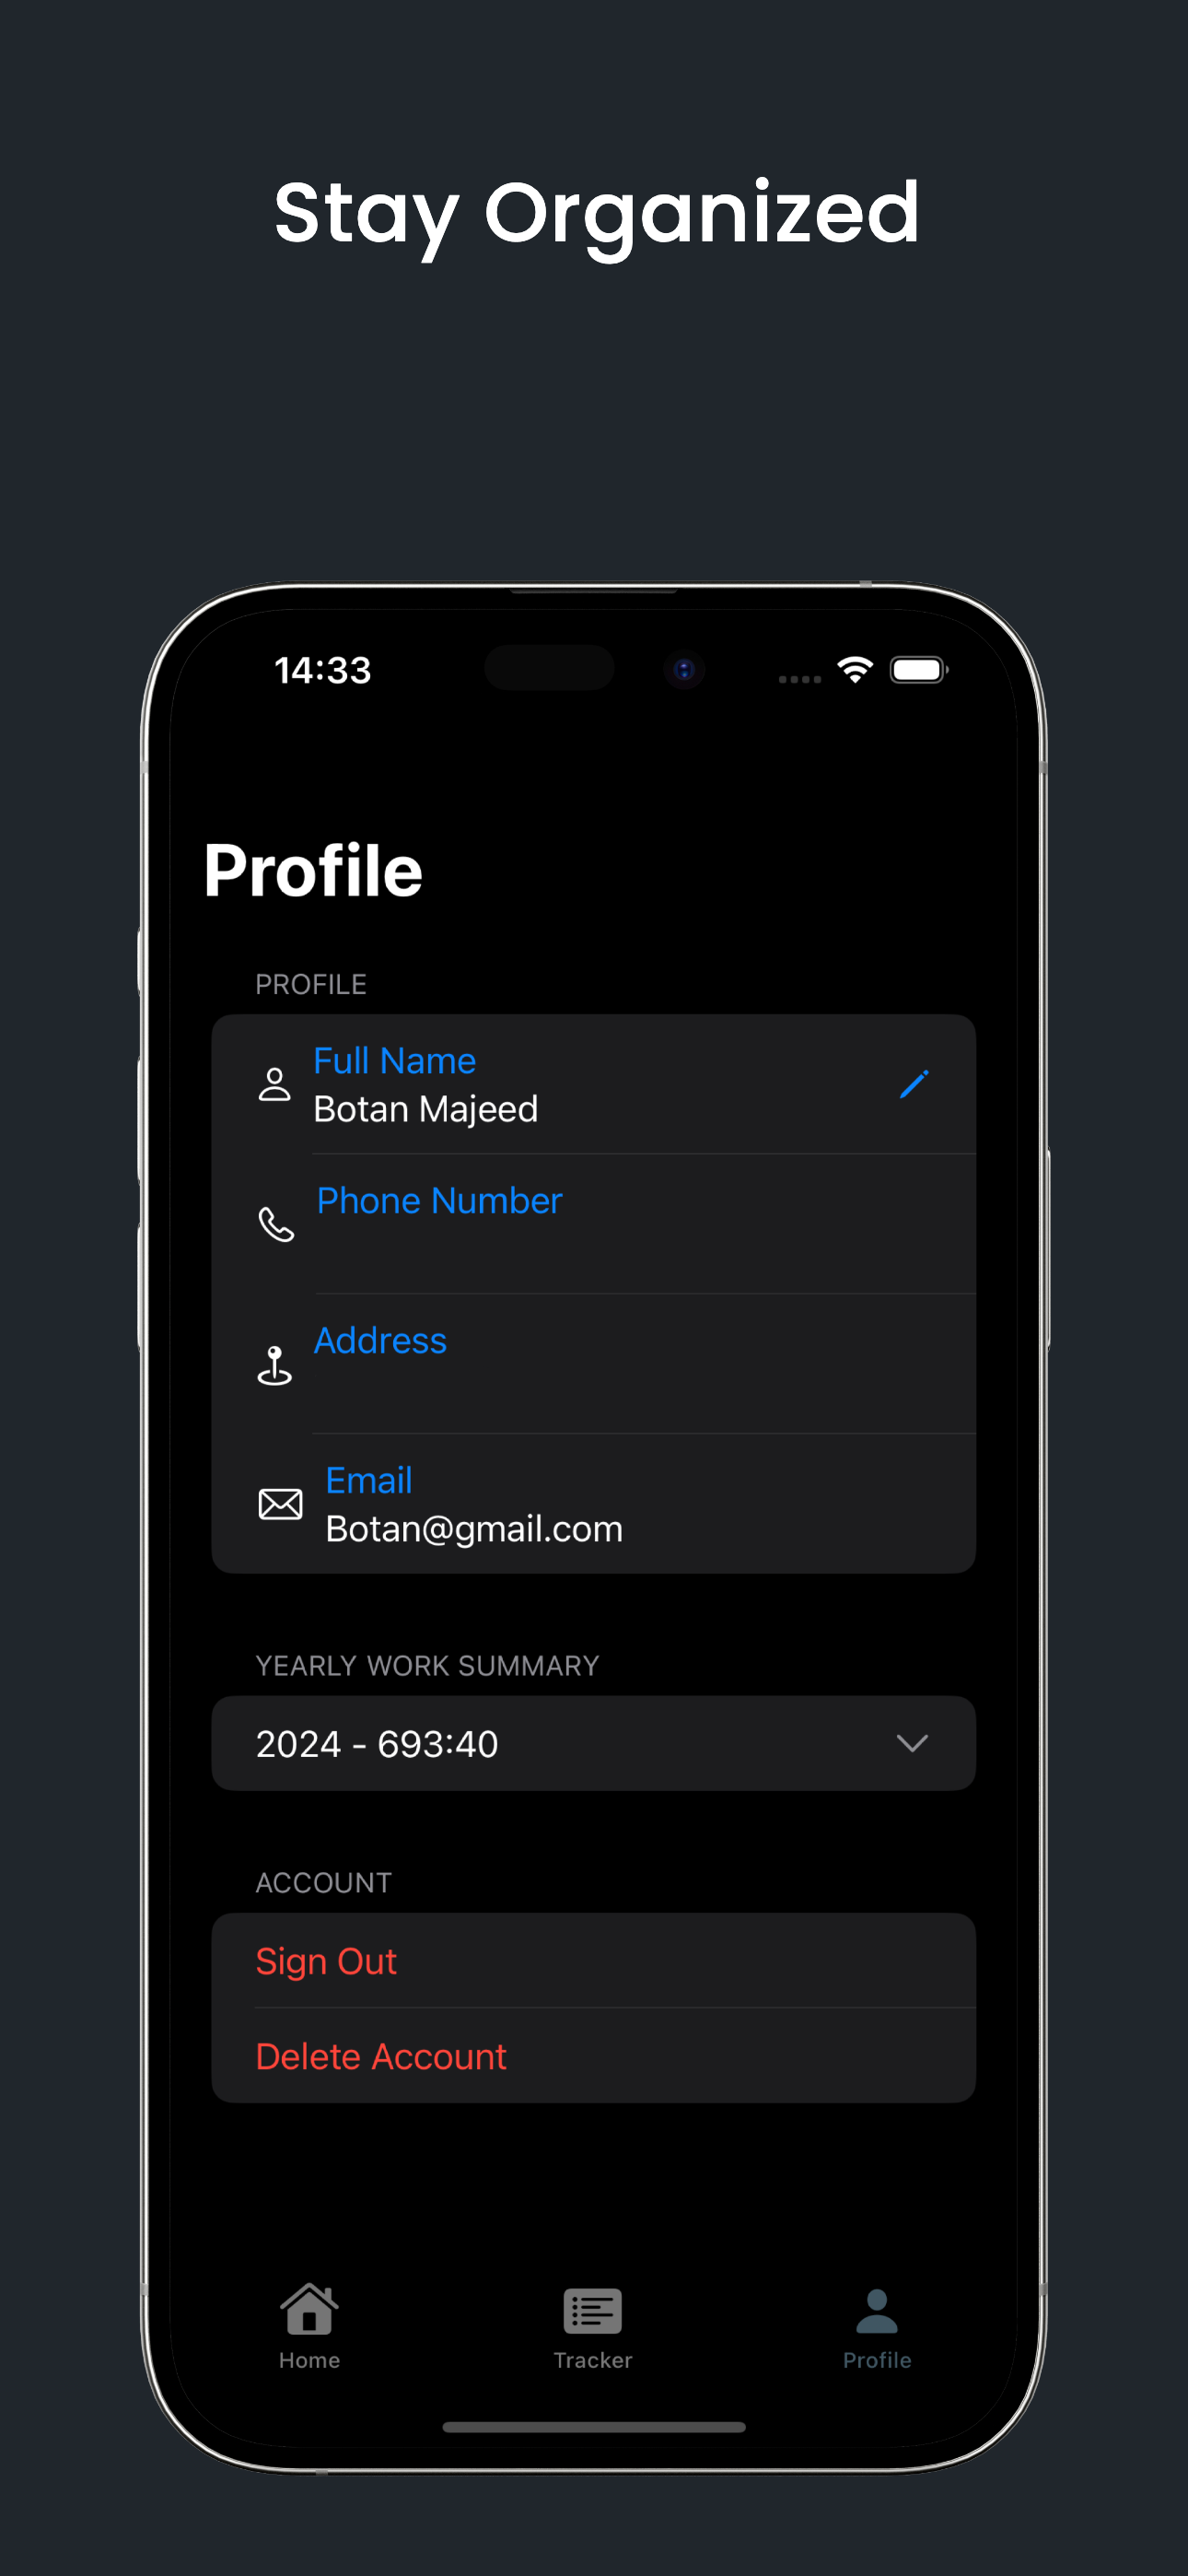 Stay Organized
14:33
Profile
PROFILE
Full Name
Botan Majeed
Phone Number
Address
Email
Botan@gmail.com
YEARLY WORK SUMMARY
2024 - 693:40
ACCOUNT
Sign Out
Delete Account
Home
Tracker
Profile